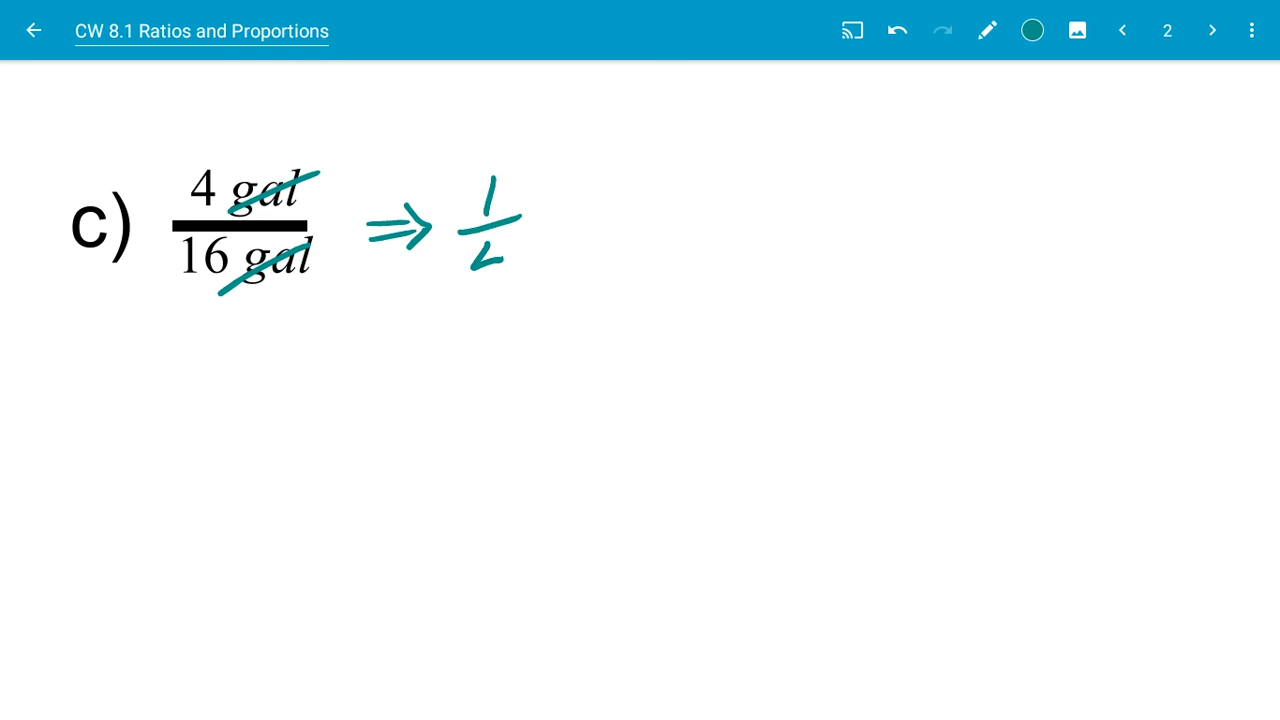 CW 8.1 Ratios and Proportions
2
c) 4 gal / 16 gal ⇒ 1 /